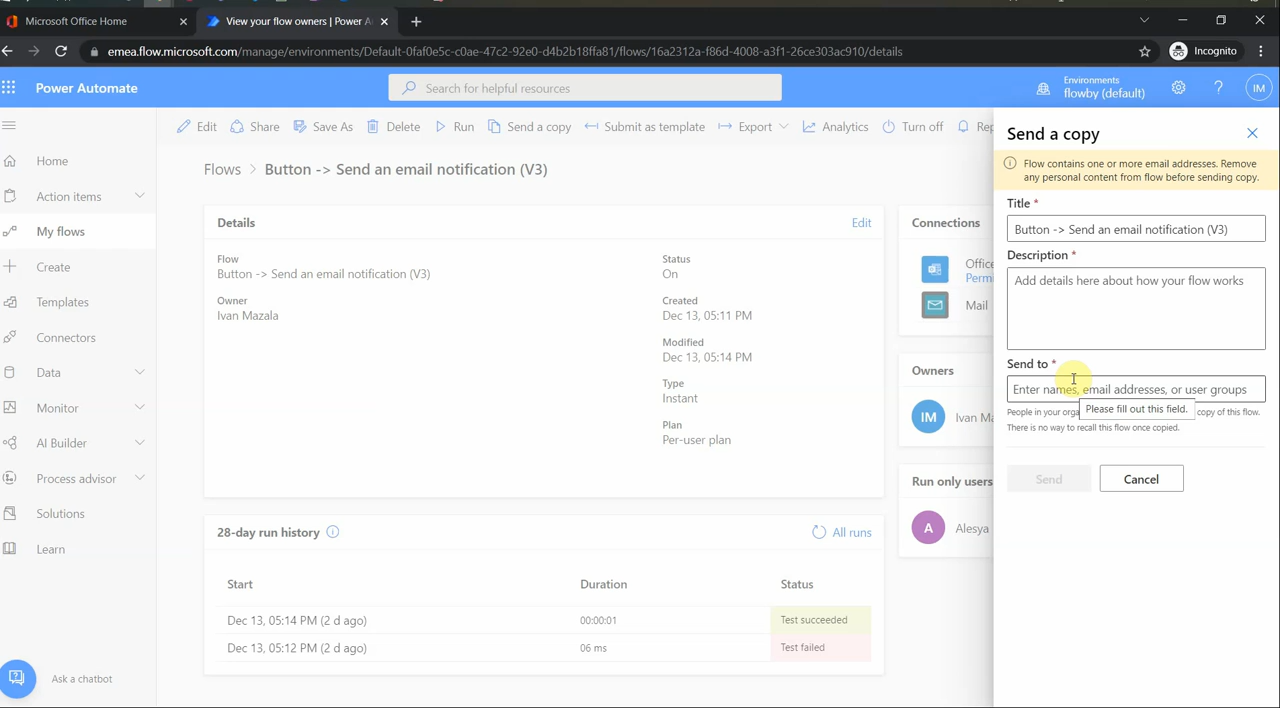 Microsoft Office Home
View your flow owners | Power A
emea.flow.microsoft.com/manage/environments/Default-0faf0e5c-c0ae-47c2-92e0-d4b2b18ffa81/flows/16a2312a-f86d-4008-a3f1-26ce303ac910/details
Incognito
Power Automate
Search for helpful resources
Environments
flowby (default)
IM
Edit
Share
Save As
Delete
Run
Send a copy
Submit as template
Export
Analytics
Turn off
Rep
Home
Action items
My flows
Create
Templates
Connectors
Data
Monitor
AI Builder
Process advisor
Solutions
Learn
Ask a chatbot
Flows > Button -> Send an email notification (V3)
Details
Edit
Flow
Button -> Send an email notification (V3)
Owner
Ivan Mazala
Status
On
Created
Dec 13, 05:11 PM
Modified
Dec 13, 05:14 PM
Type
Instant
Plan
Per-user plan
28-day run history
All runs
Start Duration Status
Dec 13, 05:14 PM (2 d ago) 00:00:01 Test succeeded
Dec 13, 05:12 PM (2 d ago) 06 ms Test failed
Connections
Office
Permi
Mail
Owners
IM Ivan Ma
Run only users
A Alesya
Send a copy
Flow contains one or more email addresses. Remove
any personal content from flow before sending copy.
Title *
Button -> Send an email notification (V3)
Description *
Add details here about how your flow works
Send to *
Enter names, email addresses, or user groups
Please fill out this field.
People in your orga copy of this flow.
There is no way to recall this flow once copied.
Send
Cancel